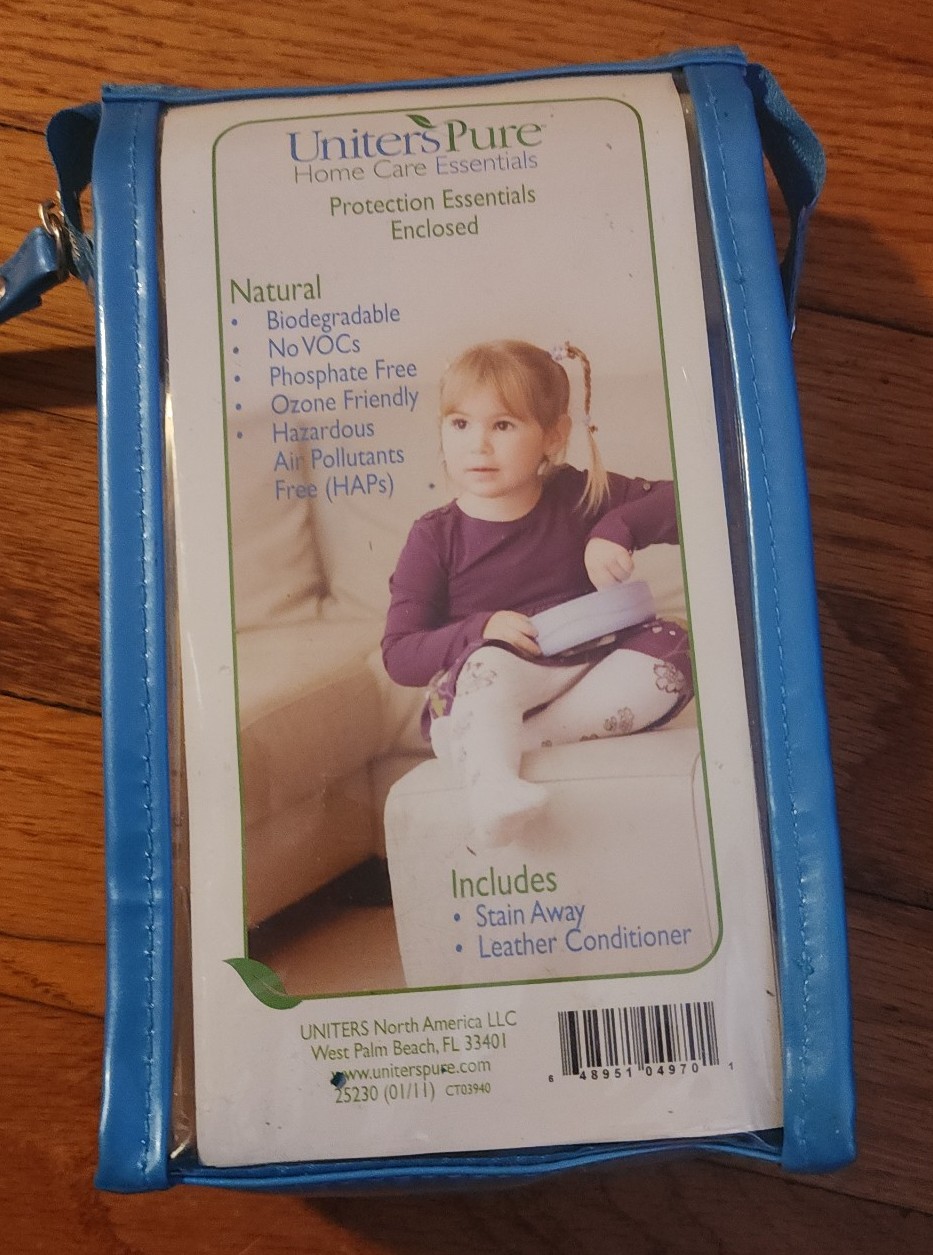 Uniters Pure
Home Care Essentials
Protection Essentials
Enclosed
Natural
• Biodegradable
• No VOCs
• Phosphate Free
• Ozone Friendly
• Hazardous
Air Pollutants
Free (HAPs)
Includes
• Stain Away
• Leather Conditioner
UNITERS North America LLC
West Palm Beach, FL 33401
www.uniterspure.com
25230 (01/11) CT03940
6 48951 04970 1